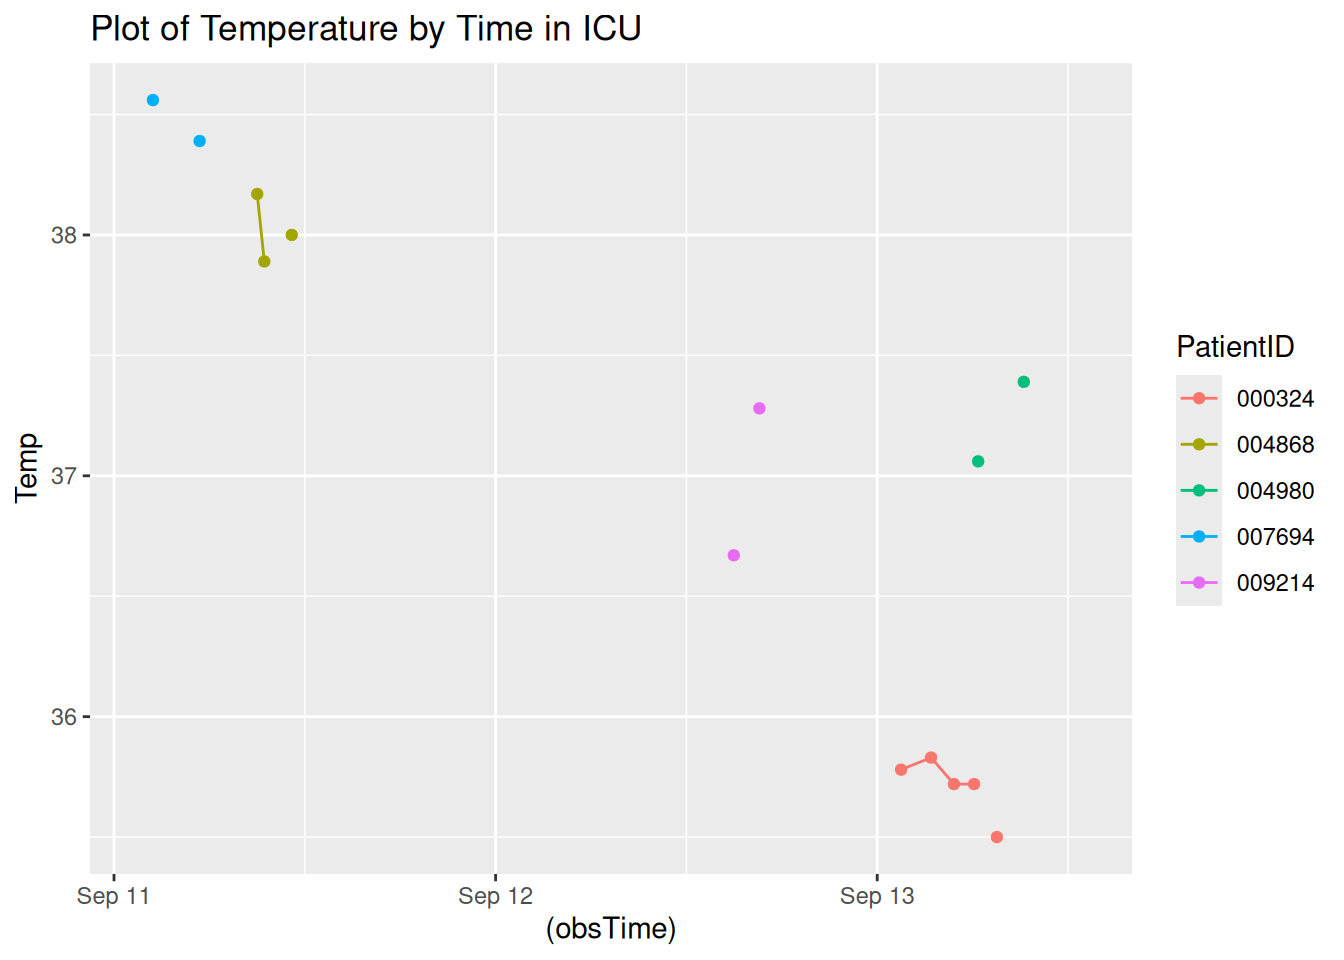 Plot of Temperature by Time in ICU
Temp
38
37
36
Sep 11
Sep 12
Sep 13
(obsTime)
PatientID
000324
004868
004980
007694
009214